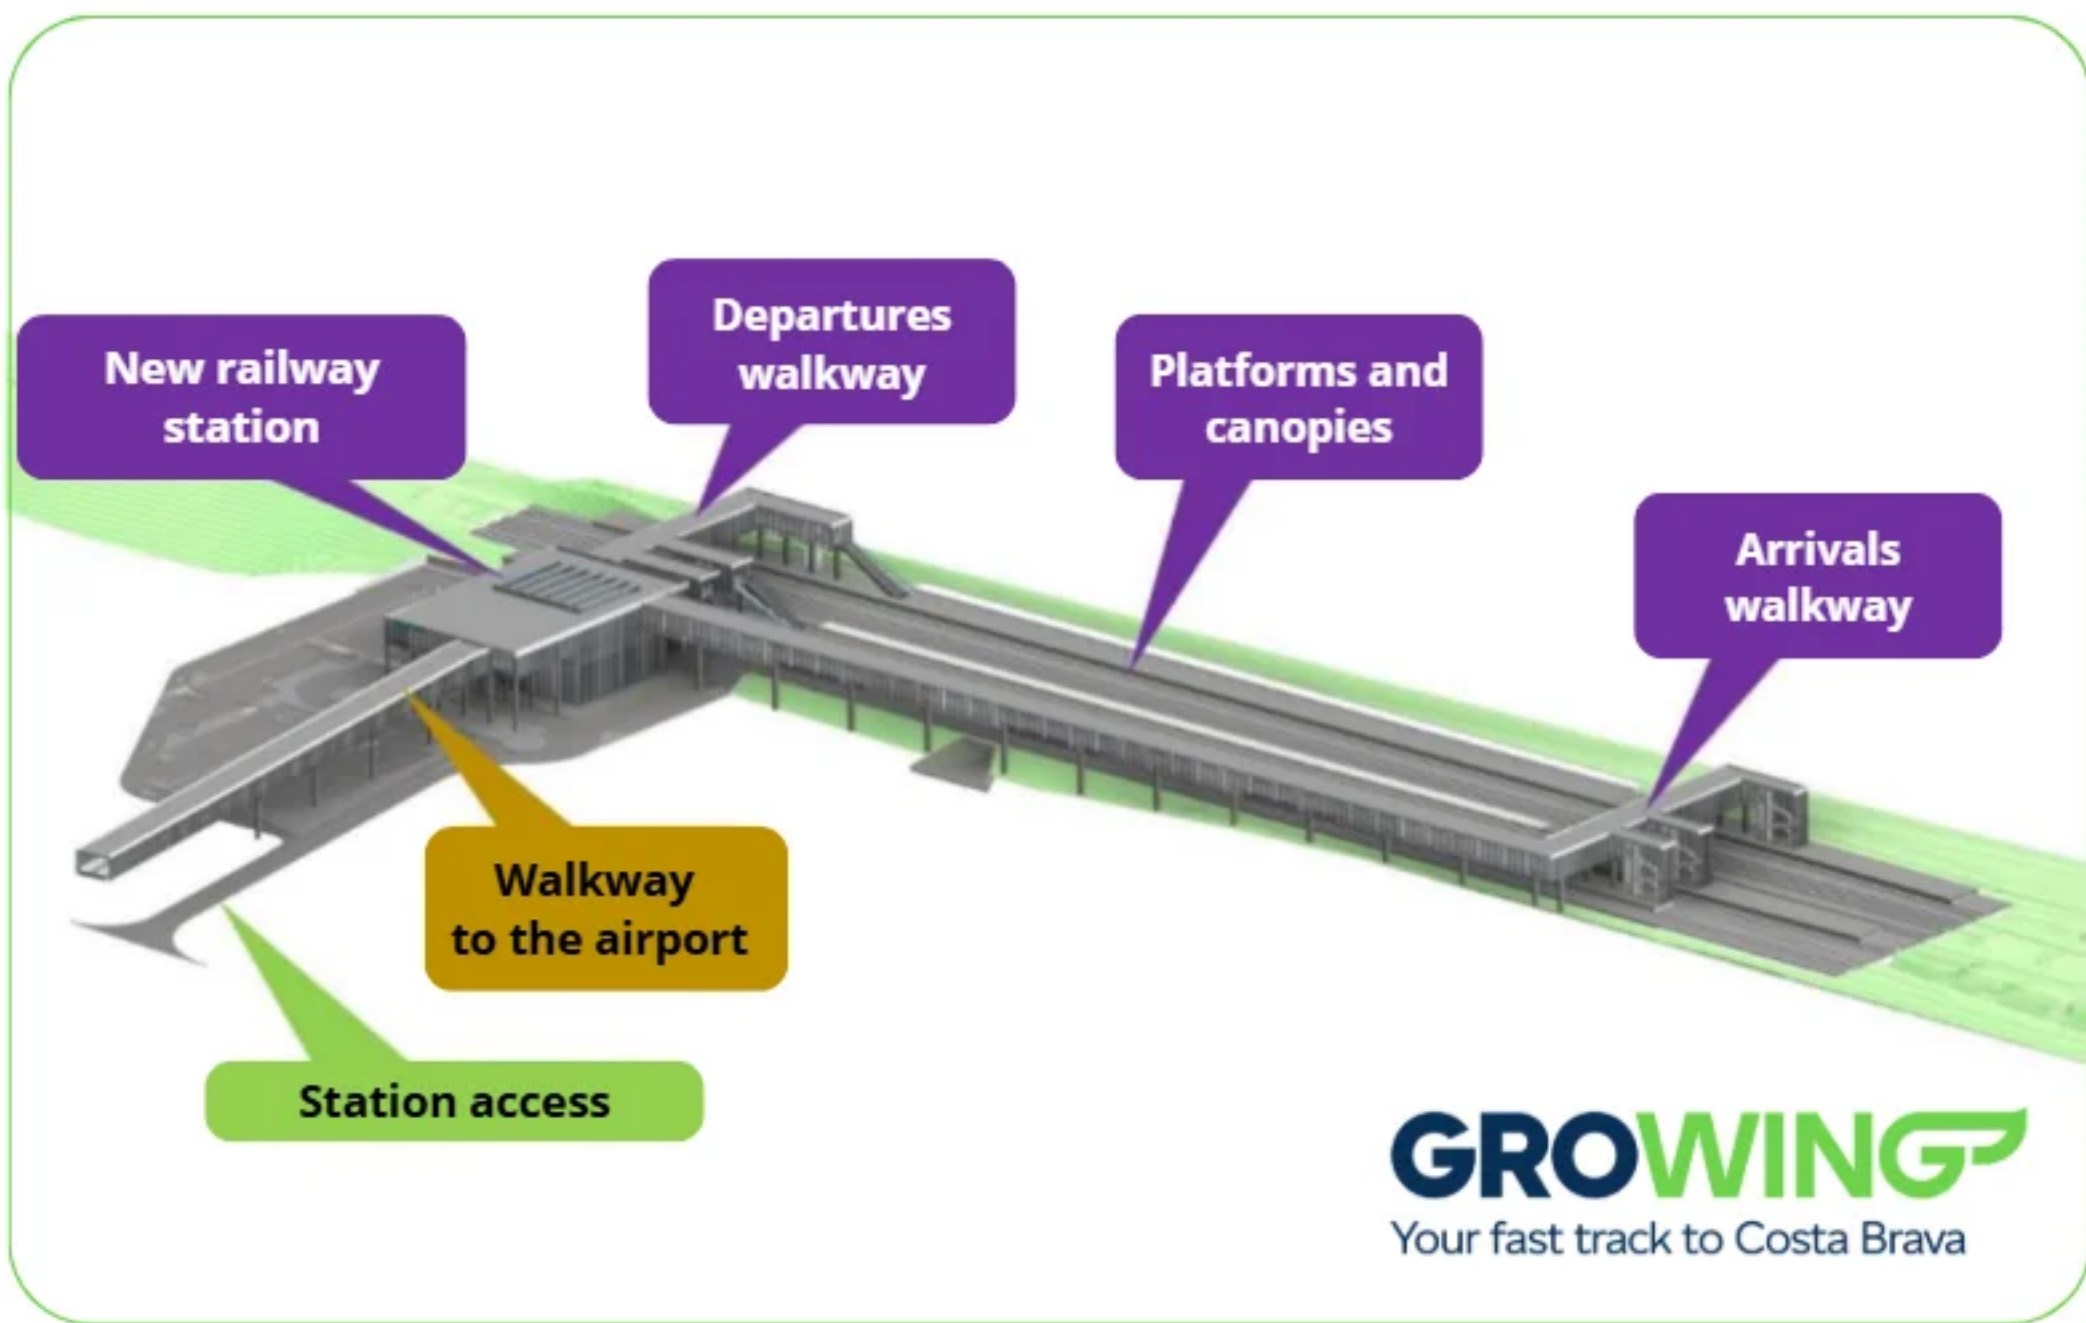 Departures
walkway
New railway
station
Platforms and
canopies
Arrivals
walkway
Walkway
to the airport
Station access
GROWING
Your fast track to Costa Brava